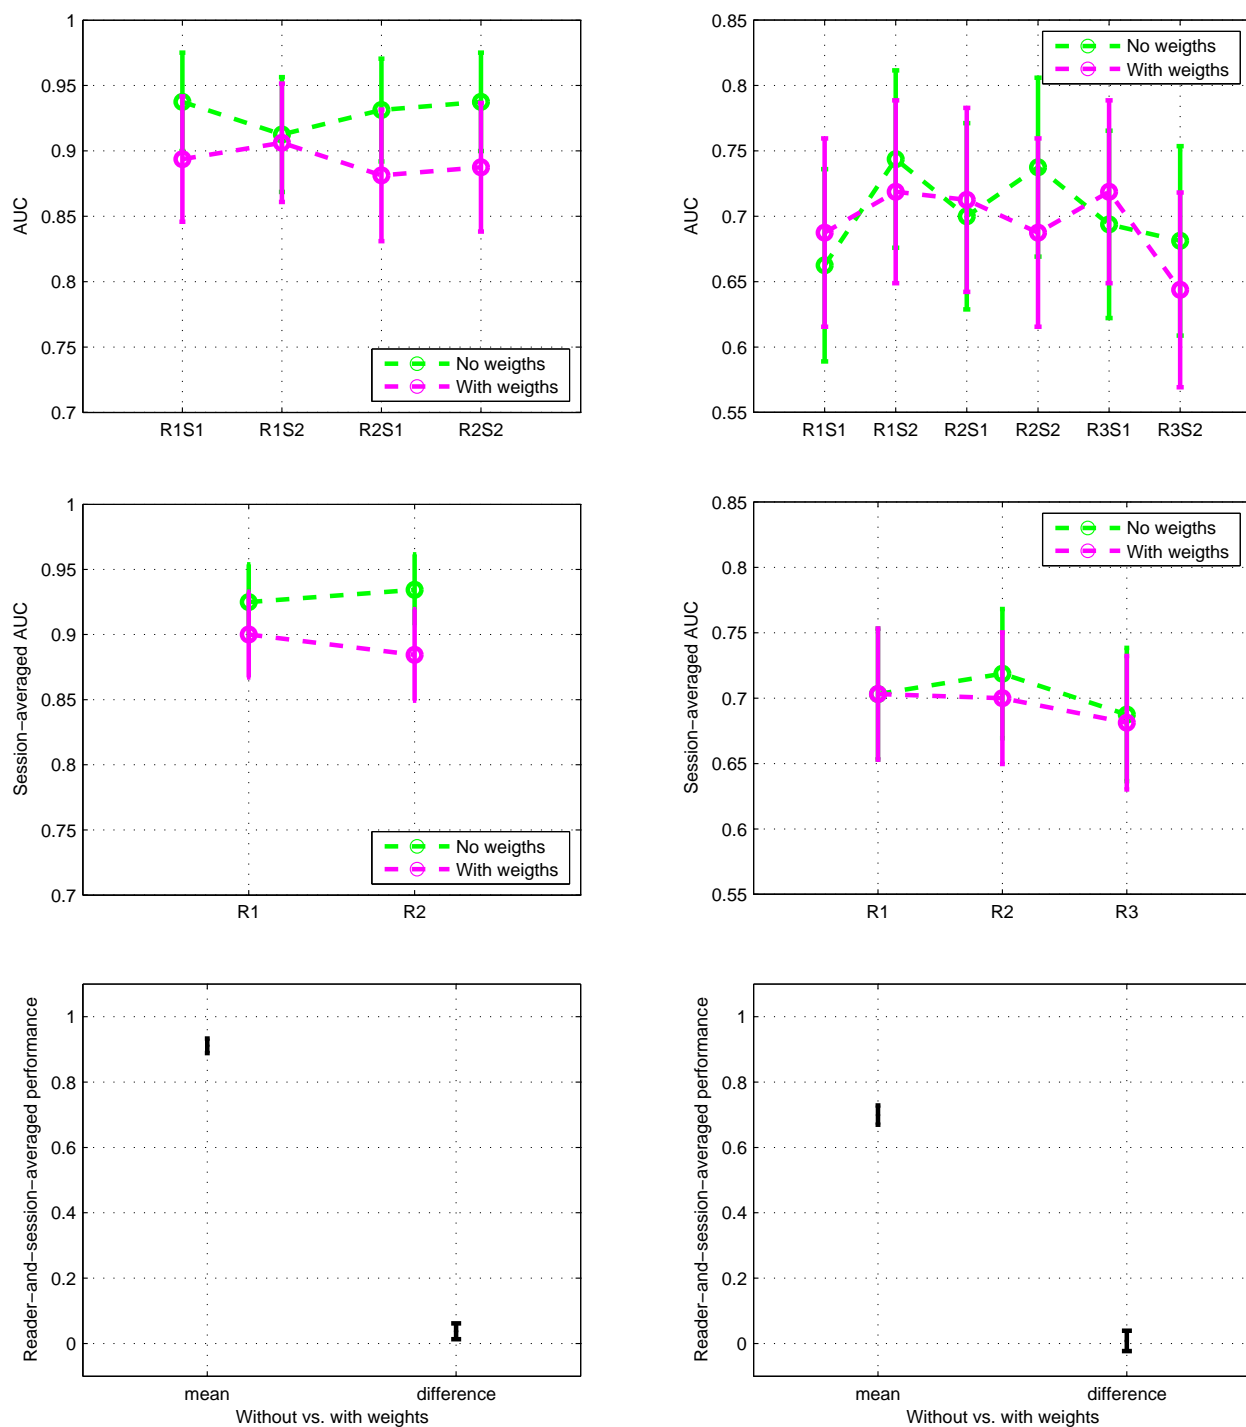 1
0.95
0.9
0.85
0.8
0.75
0.7
AUC
R1S1 R1S2 R2S1 R2S2
No weigths
With weigths
0.85
0.8
0.75
0.7
0.65
0.6
0.55
AUC
R1S1 R1S2 R2S1 R2S2 R3S1 R3S2
No weigths
With weigths
1
0.95
0.9
0.85
0.8
0.75
0.7
Session-averaged AUC
R1 R2
No weigths
With weigths
0.85
0.8
0.75
0.7
0.65
0.6
0.55
Session-averaged AUC
R1 R2 R3
No weigths
With weigths
1
0.8
0.6
0.4
0.2
0
Reader-and-session-averaged performance
mean difference
Without vs. with weights
1
0.8
0.6
0.4
0.2
0
Reader-and-session-averaged performance
mean difference
Without vs. with weights